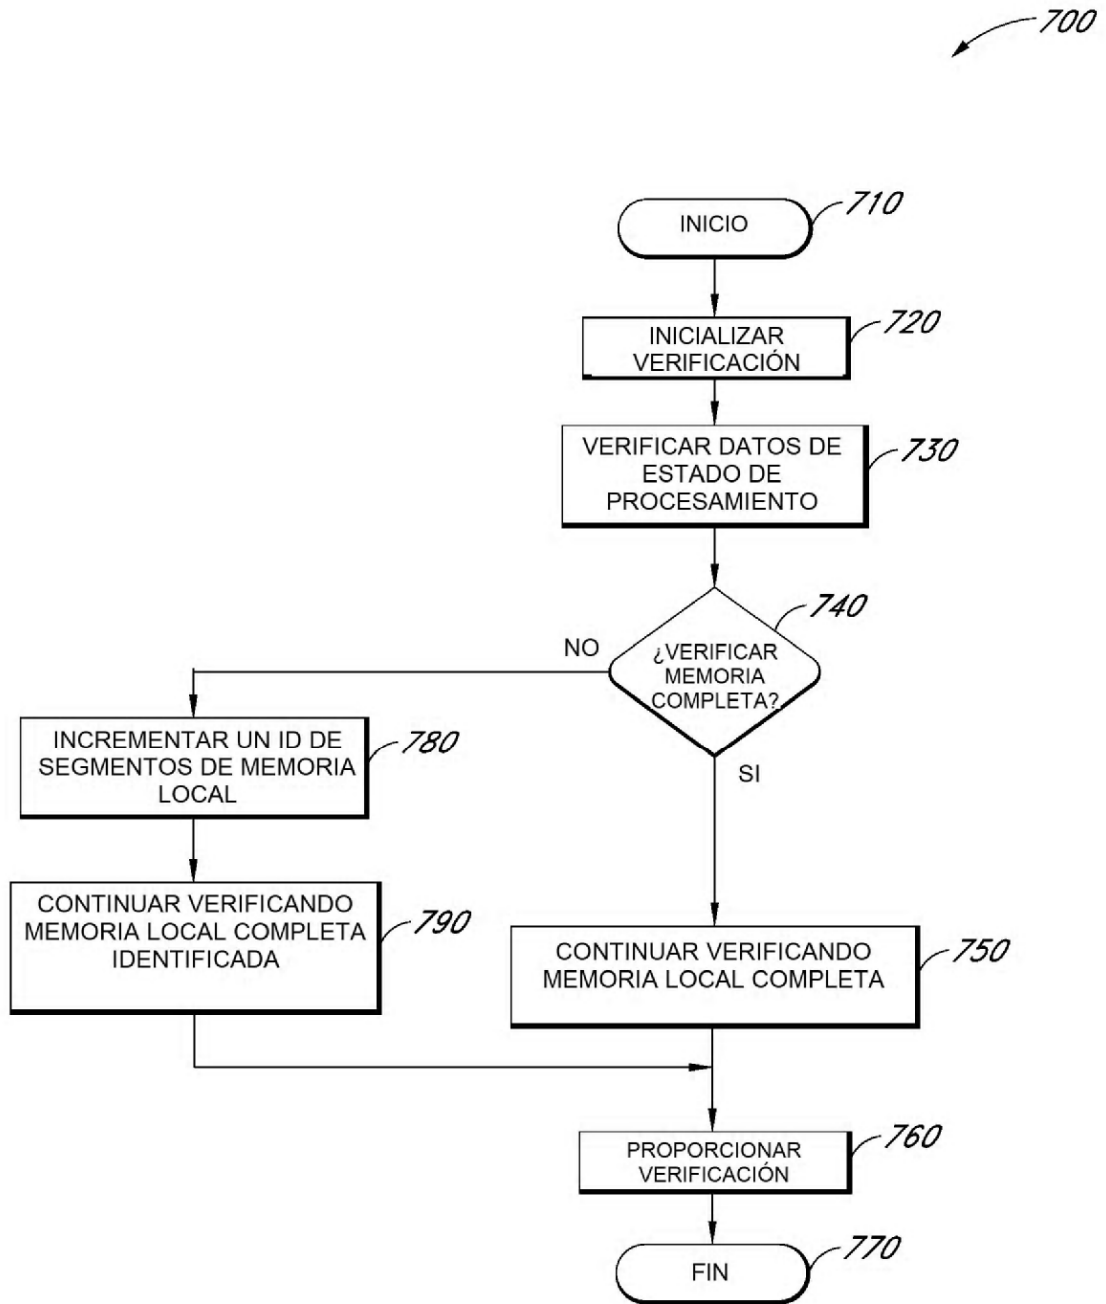 700
INICIO
710
INICIALIZAR
VERIFICACIÓN
720
VERIFICAR DATOS DE
ESTADO DE
PROCESAMIENTO
730
¿VERIFICAR
MEMORIA
COMPLETA?
740
NO
SI
INCREMENTAR UN ID DE
SEGMENTOS DE MEMORIA
LOCAL
780
CONTINUAR VERIFICANDO
MEMORIA LOCAL COMPLETA
IDENTIFICADA
790
CONTINUAR VERIFICANDO
MEMORIA LOCAL COMPLETA
750
PROPORCIONAR
VERIFICACIÓN
760
FIN
770